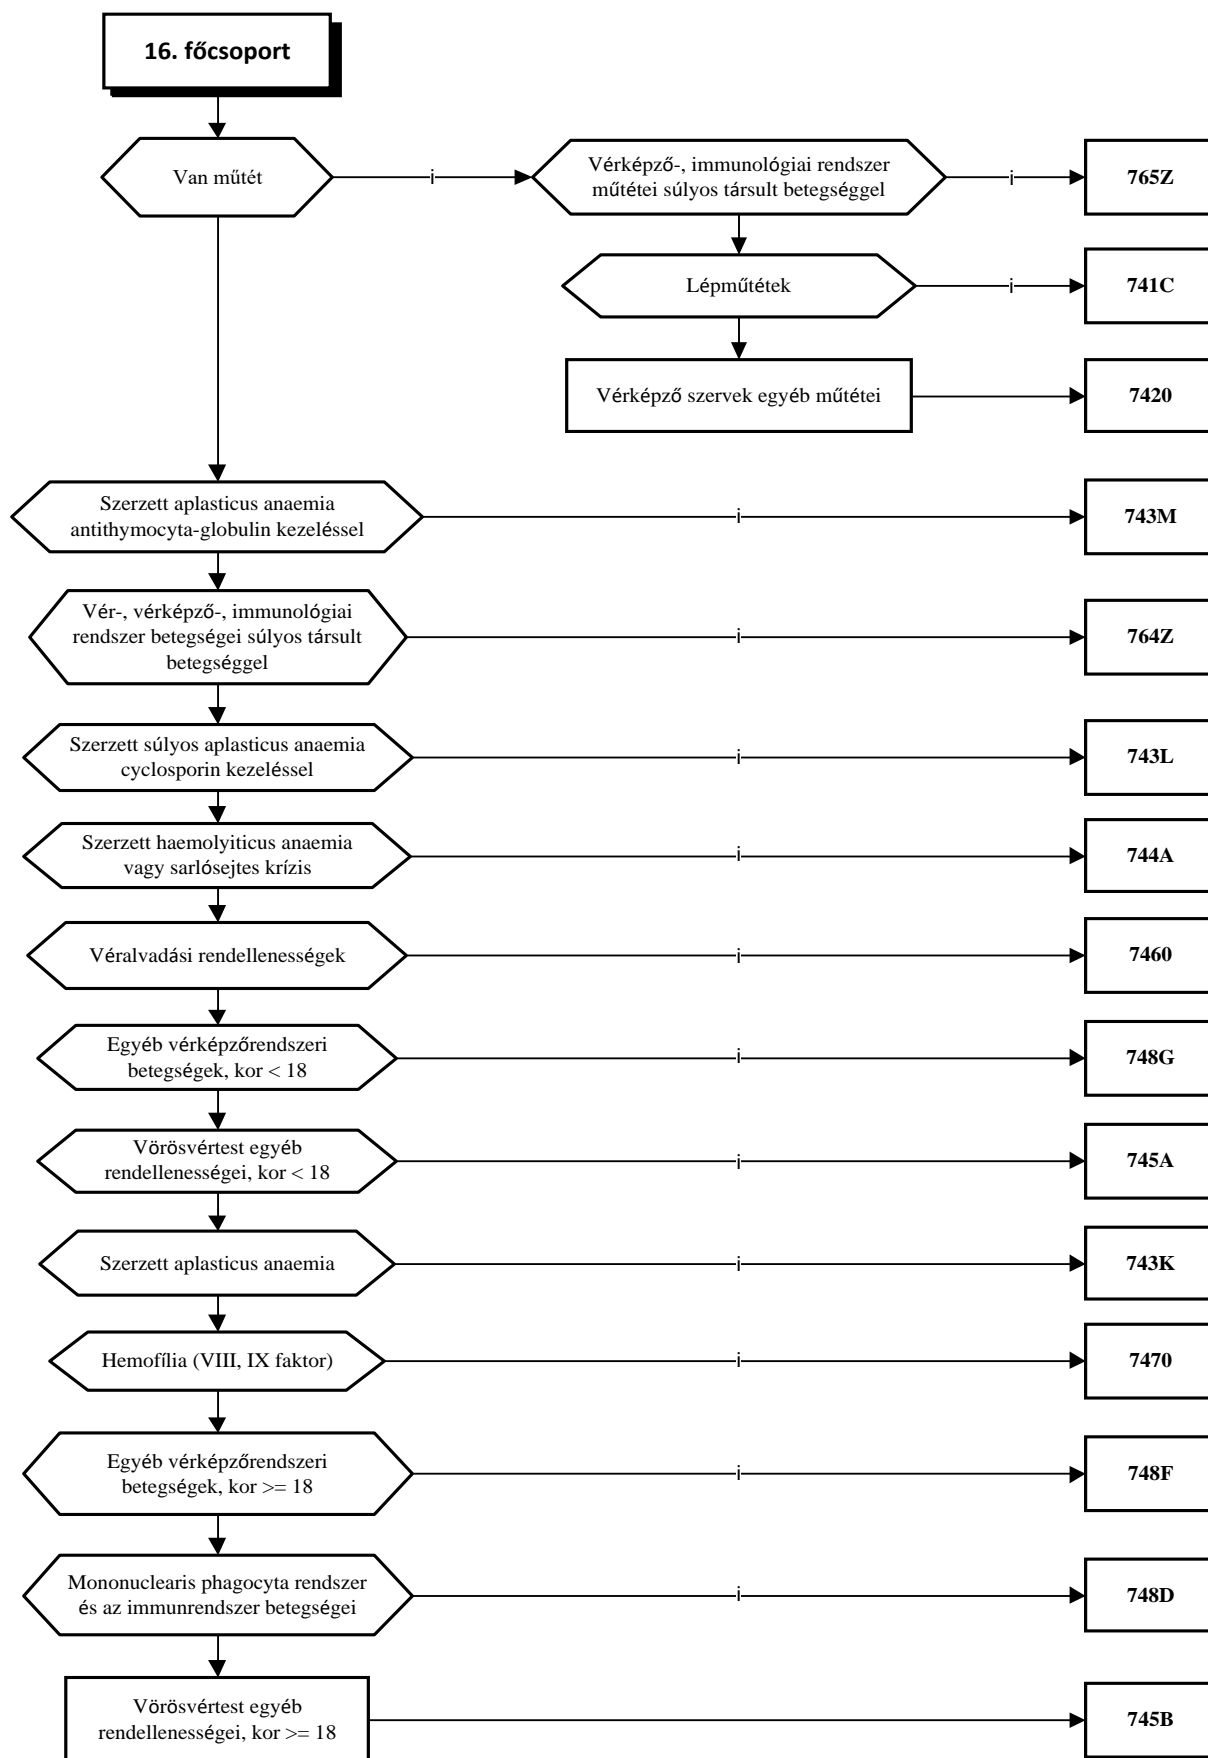 16. főcsoport
Van műtét
i
Vérképző-, immunológiai rendszer
műtétei súlyos társult betegséggel
i
765Z
Lépműtétek
i
741C
Vérképző szervek egyéb műtétei
7420
Szerzett aplasticus anaemia
antithymocyta-globulin kezeléssel
i
743M
Vér-, vérképző-, immunológiai
rendszer betegségei súlyos társult
betegséggel
i
764Z
Szerzett súlyos aplasticus anaemia
cyclosporin kezeléssel
i
743L
Szerzett haemolyiticus anaemia
vagy sarlósejtes krízis
i
744A
Véralvadási rendellenességek
i
7460
Egyéb vérképzőrendszeri
betegségek, kor < 18
i
748G
Vörösvértest egyéb
rendellenességei, kor < 18
i
745A
Szerzett aplasticus anaemia
i
743K
Hemofília (VIII, IX faktor)
i
7470
Egyéb vérképzőrendszeri
betegségek, kor >= 18
i
748F
Mononuclearis phagocyta rendszer
és az immunrendszer betegségei
i
748D
Vörösvértest egyéb
rendellenességei, kor >= 18
745B